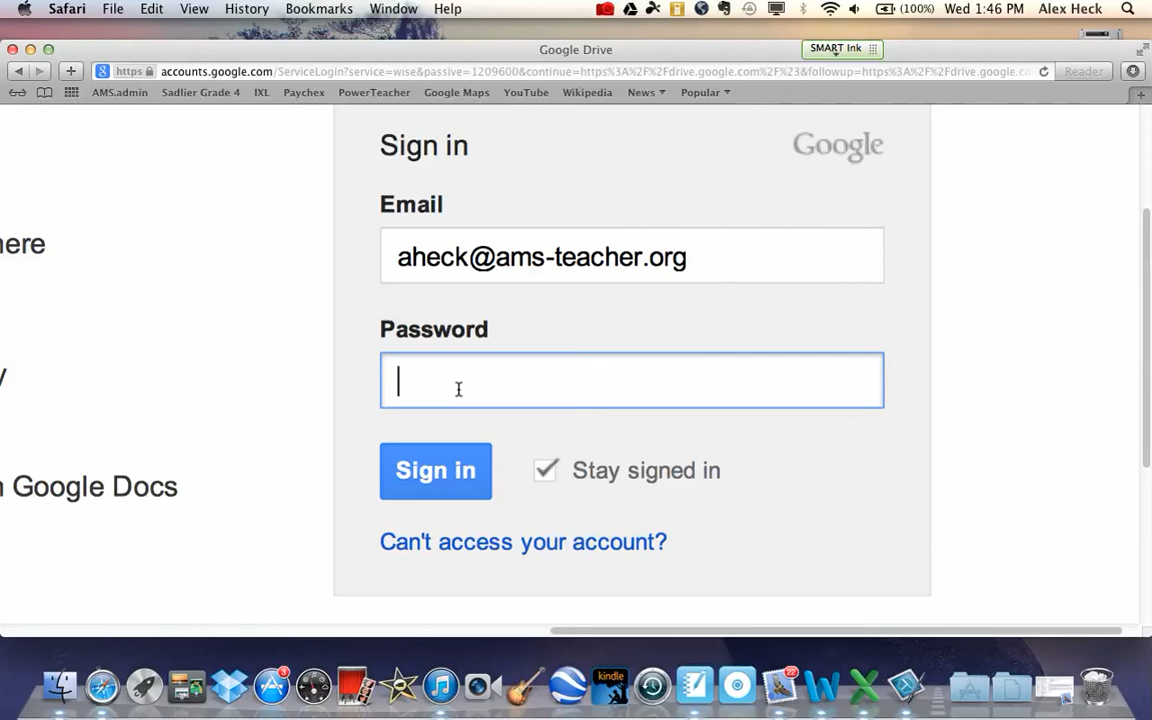 Safari File Edit View History Bookmarks Window Help (100%) Wed 1:46 PM Alex Heck
Google Drive
SMART Ink
https accounts.google.com/ServiceLogin?service=wise&passive=1209600&continue=https%3A%2F%2Fdrive.google.com%2F%23&followup=https%3A%2F%2Fdrive.google.co Reader
AMS.admin Sadlier Grade 4 IXL Paychex PowerTeacher Google Maps YouTube Wikipedia News Popular
Sign in Google
Email
here
aheck@ams-teacher.org
Password
y
Sign in Stay signed in
n Google Docs
Can't access your account?
3
22
kindle